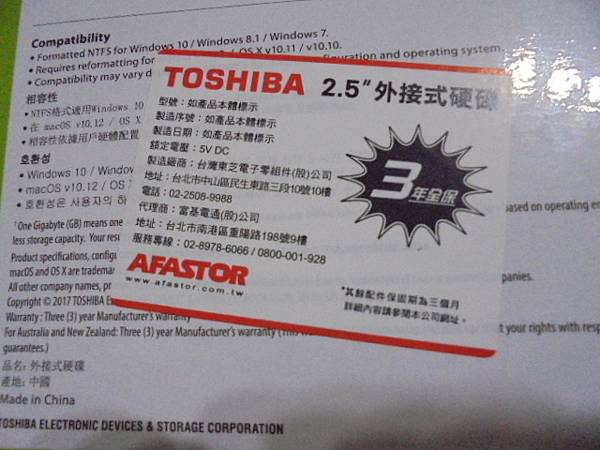 Compatibility
• Formatted NTFS for Windows 10 / Windows 8.1 / Windows 7.
• Requires reformatting for / OS X v10.11 / v10.10.
• Compatibility may vary d figuration and operating system.
相容性
• NTFS格式適用Windows 10
• 在 macOS v10.12 / OS X
• 相容性依據用戶硬體配置
호환성
• Windows 10 / Windo
• macOS v10.12 / OS
• 호환성은 사용자의 하
TOSHIBA 2.5" 外接式硬碟
型號：如產品本體標示
製造序號：如產品本體標示
製造日期：如產品本體標示
額定電壓：5V DC
製造廠商：台灣東芝電子零組件(股)公司
地址：台北市中山區民生東路三段10號10樓
電話：02-2508-9988
代理商：富基電通(股)公司
地址：台北市南港區重陽路198號9樓
服務專線：02-8978-6066 / 0800-001-928
AFASTOR
www.afastor.com.tw
3年全保
*其餘配件保固期為三個月
詳細內容請參閱本公司網址。
based on operating en
¹ One Gigabyte (GB) means one
less storage capacity. Your resu
Product specifications, configu
macOS and OS X are trademar
All other company names, pr panies.
Copyright © 2017 TOSHIBA E
Warranty : Three (3) year Manufacturer's warranty
For Australia and New Zealand: Three (3) year Manufacturer's warranty (This wa t your rights with resp
guarantees.)
品名: 外接式硬碟
產地: 中國
Made in China
TOSHIBA ELECTRONIC DEVICES & STORAGE CORPORATION